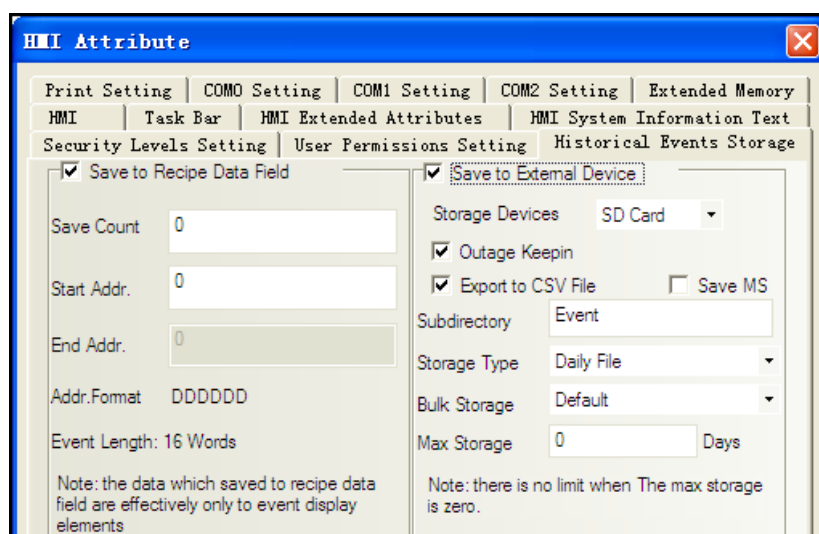 HMI Attribute
Print Setting COM0 Setting COM1 Setting COM2 Setting Extended Memory
HMI Task Bar HMI Extended Attributes HMI System Information Text
Security Levels Setting User Permissions Setting Historical Events Storage
Save to Recipe Data Field
Save Count 0
Start Addr. 0
End Addr. 0
Addr.Format DDDDDD
Event Length: 16 Words
Note: the data which saved to recipe data
field are effectively only to event display
elements
Save to External Device
Storage Devices SD Card
Outage Keepin
Export to CSV File Save MS
Subdirectory Event
Storage Type Daily File
Bulk Storage Default
Max Storage 0 Days
Note: there is no limit when The max storage
is zero.